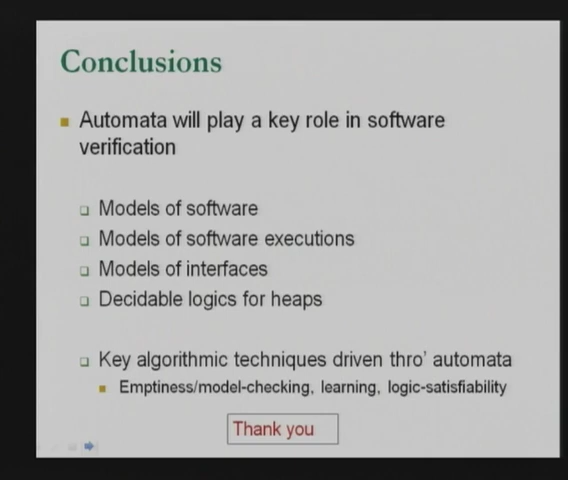 Conclusions
Automata will play a key role in software
verification
Models of software
Models of software executions
Models of interfaces
Decidable logics for heaps
Key algorithmic techniques driven thro' automata
Emptiness/model-checking, learning, logic-satisfiability
Thank you